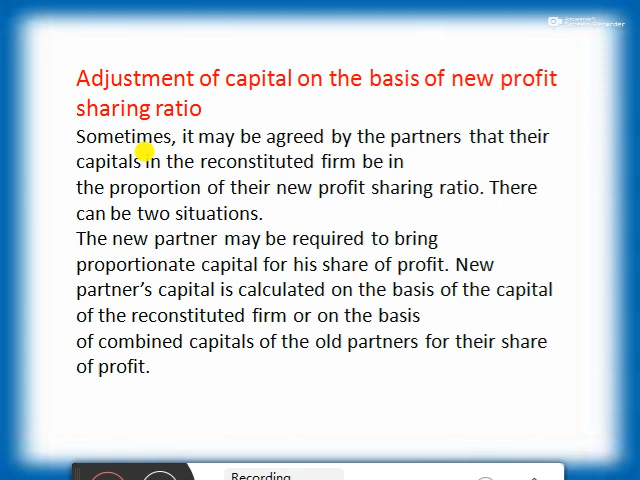 Screen Recorder
Adjustment of capital on the basis of new profit
sharing ratio
Sometimes, it may be agreed by the partners that their
capitals in the reconstituted firm be in
the proportion of their new profit sharing ratio. There
can be two situations.
The new partner may be required to bring
proportionate capital for his share of profit. New
partner’s capital is calculated on the basis of the capital
of the reconstituted firm or on the basis
of combined capitals of the old partners for their share
of profit.
Recording